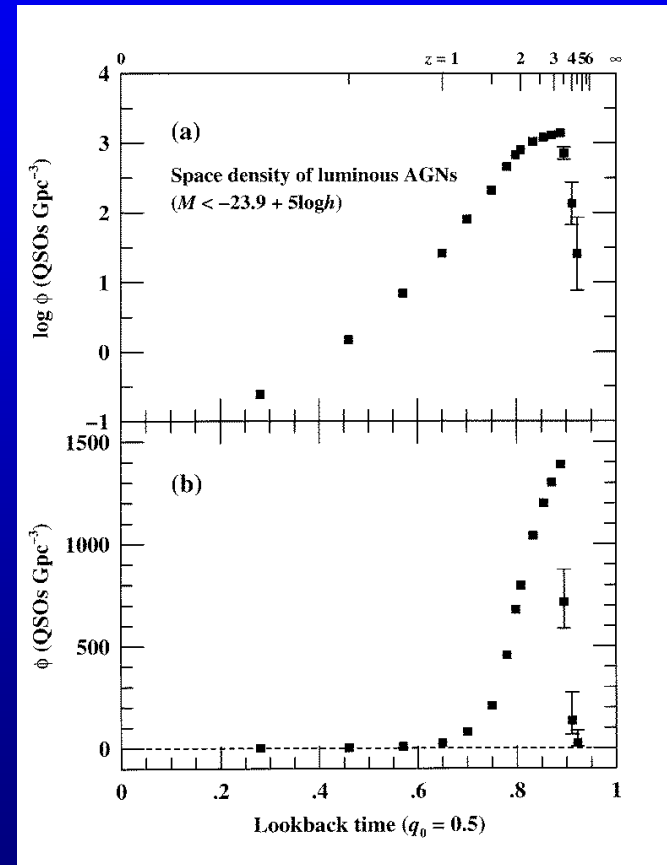 0 z = 1 2 3 4 5 6 ∞
4
(a)
3
Space density of luminous AGNs
(M < −23.9 + 5logh)
2
1
0
−1
log ϕ (QSOs Gpc⁻³)
1500
(b)
1000
500
0
ϕ (QSOs Gpc⁻³)
0 .2 .4 .6 .8 1
Lookback time (q₀ = 0.5)